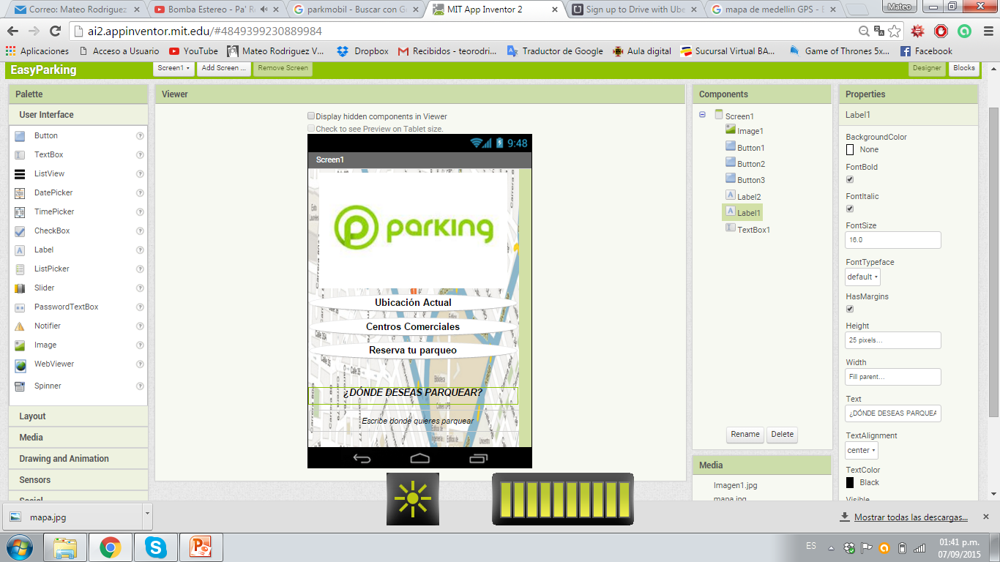 Correo: Mateo Rodriguez
Bomba Estereo - Pa' R
parkmobil - Buscar con G
MIT App Inventor 2
Sign up to Drive with Ube
mapa de medellin GPS - B
Mateo
ai2.appinventor.mit.edu/#4849399230889984
Aplicaciones
Acceso a Usuario
YouTube
Mateo Rodriguez V...
Dropbox
Recibidos - teorodri...
Traductor de Google
Aula digital
Sucursal Virtual BA...
Game of Thrones 5x...
Facebook
EasyParking
Screen1
Add Screen ...
Remove Screen
Designer
Blocks
Palette
User Interface
Button
TextBox
ListView
DatePicker
TimePicker
CheckBox
Label
ListPicker
Slider
PasswordTextBox
Notifier
Image
WebViewer
Spinner
Layout
Media
Drawing and Animation
Sensors
Social
Viewer
Display hidden components in Viewer
Check to see Preview on Tablet size.
9:48
Screen1
parking
Ubicación Actual
Centros Comerciales
Reserva tu parqueo
¿DÓNDE DESEAS PARQUEAR?
Escribe donde quieres parquear
Components
Screen1
Image1
Button1
Button2
Button3
Label2
Label1
TextBox1
Rename
Delete
Media
Imagen1.jpg
mapa.jpg
Properties
Label1
BackgroundColor
None
FontBold
FontItalic
FontSize
16.0
FontTypeface
default
HasMargins
Height
25 pixels...
Width
Fill parent...
Text
¿DÓNDE DESEAS PARQUEA
TextAlignment
center
TextColor
Black
Visible
mapa.jpg
Mostrar todas las descargas...
ES
01:41 p.m.
07/09/2015